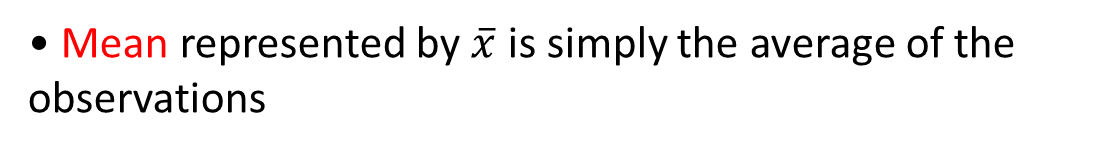 • Mean represented by x̄ is simply the average of the
observations